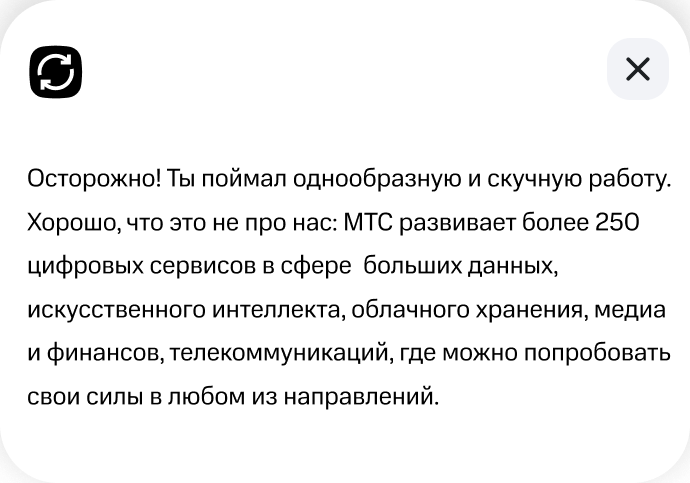 Осторожно! Ты поймал однообразную и скучную работу.
Хорошо, что это не про нас: МТС развивает более 250
цифровых сервисов в сфере  больших данных,
искусственного интеллекта, облачного хранения, медиа
и финансов, телекоммуникаций, где можно попробовать
свои силы в любом из направлений.